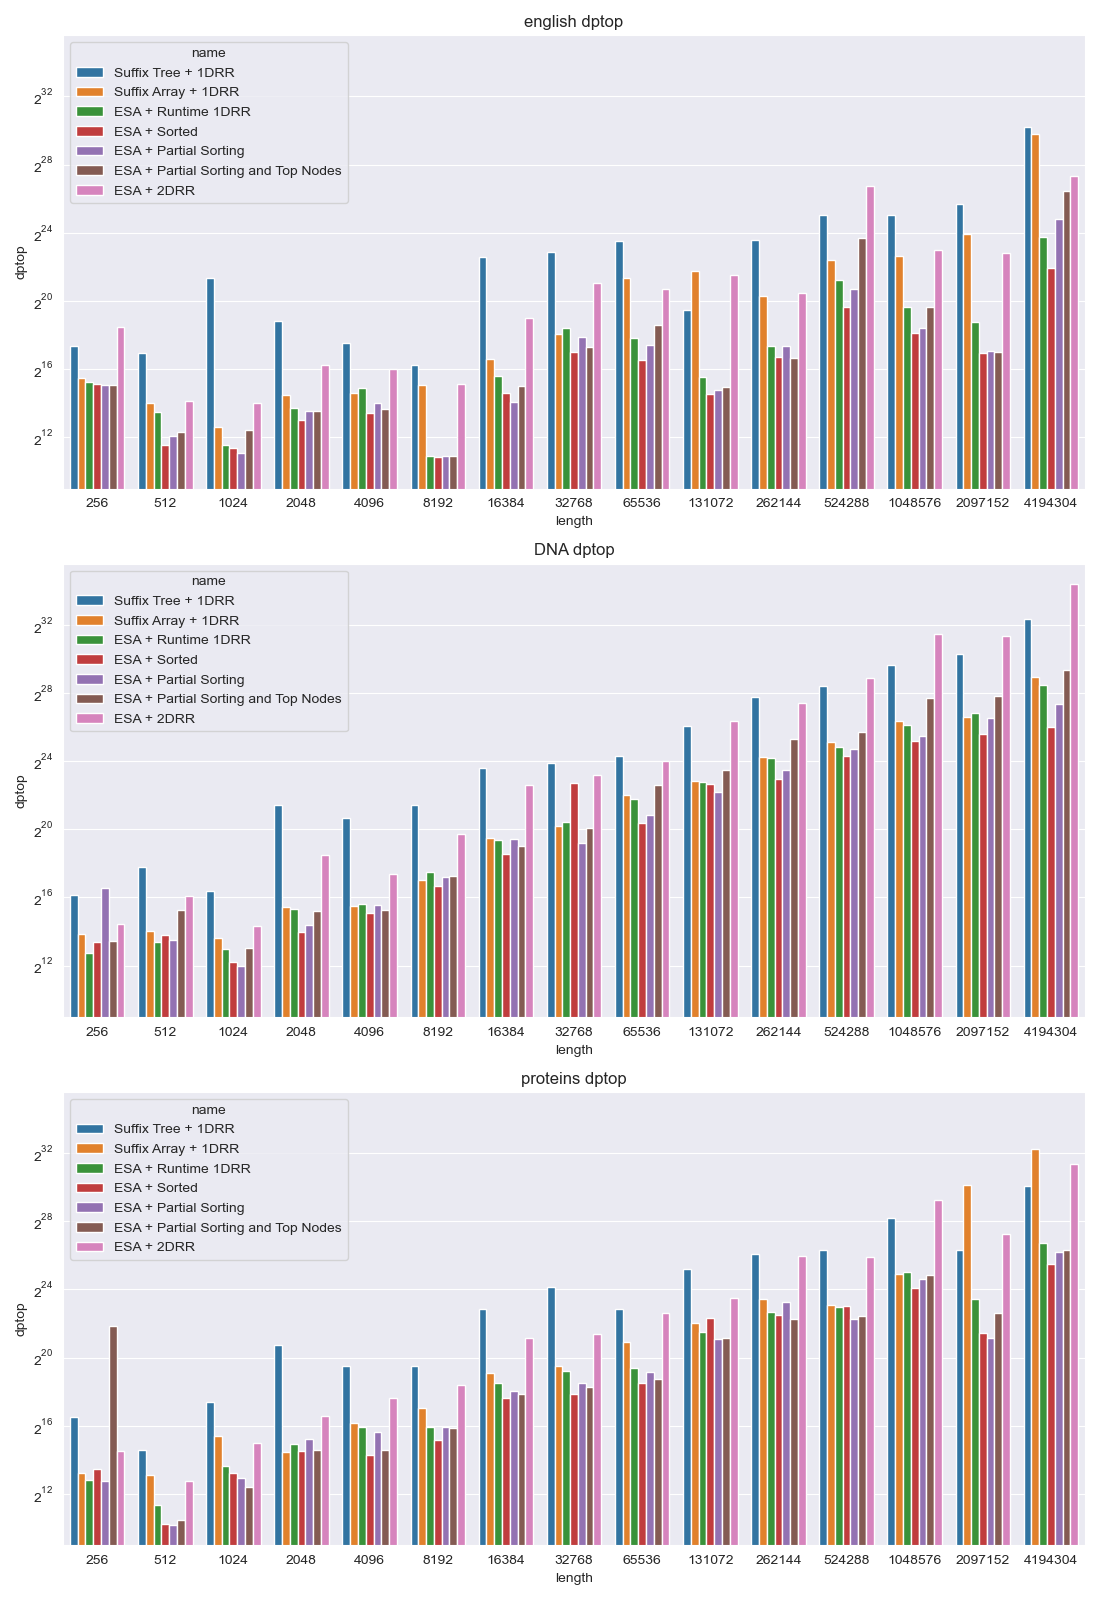 english dptop
name
Suffix Tree + 1DRR
Suffix Array + 1DRR
ESA + Runtime 1DRR
ESA + Sorted
ESA + Partial Sorting
ESA + Partial Sorting and Top Nodes
ESA + 2DRR
2^32
2^28
2^24
2^20
2^16
2^12
dptop
256 512 1024 2048 4096 8192 16384 32768 65536 131072 262144 524288 1048576 2097152 4194304
length
DNA dptop
name
Suffix Tree + 1DRR
Suffix Array + 1DRR
ESA + Runtime 1DRR
ESA + Sorted
ESA + Partial Sorting
ESA + Partial Sorting and Top Nodes
ESA + 2DRR
2^32
2^28
2^24
2^20
2^16
2^12
dptop
256 512 1024 2048 4096 8192 16384 32768 65536 131072 262144 524288 1048576 2097152 4194304
length
proteins dptop
name
Suffix Tree + 1DRR
Suffix Array + 1DRR
ESA + Runtime 1DRR
ESA + Sorted
ESA + Partial Sorting
ESA + Partial Sorting and Top Nodes
ESA + 2DRR
2^32
2^28
2^24
2^20
2^16
2^12
dptop
256 512 1024 2048 4096 8192 16384 32768 65536 131072 262144 524288 1048576 2097152 4194304
length